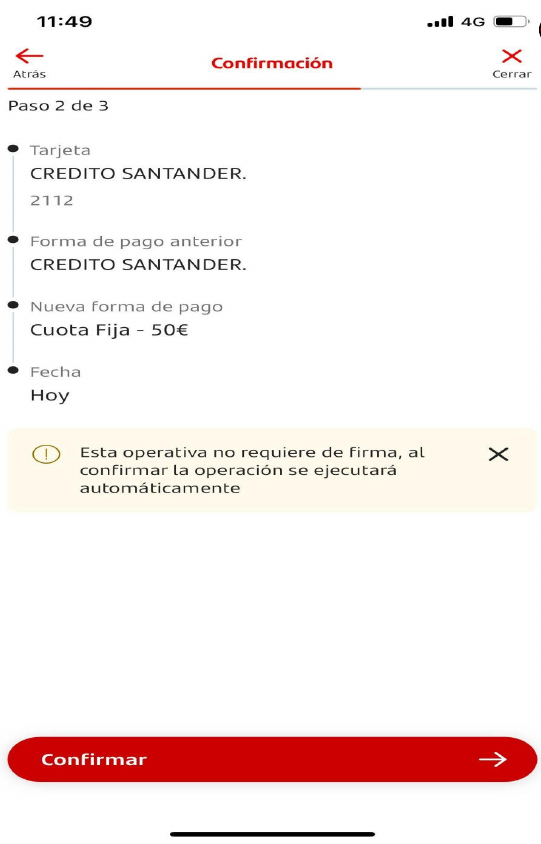 11:49
4G
Atrás
Confirmación
Cerrar
Paso 2 de 3
Tarjeta
CREDITO SANTANDER.
2112
Forma de pago anterior
CREDITO SANTANDER.
Nueva forma de pago
Cuota Fija - 50€
Fecha
Hoy
Esta operativa no requiere de firma, al
confirmar la operación se ejecutará
automáticamente
Confirmar